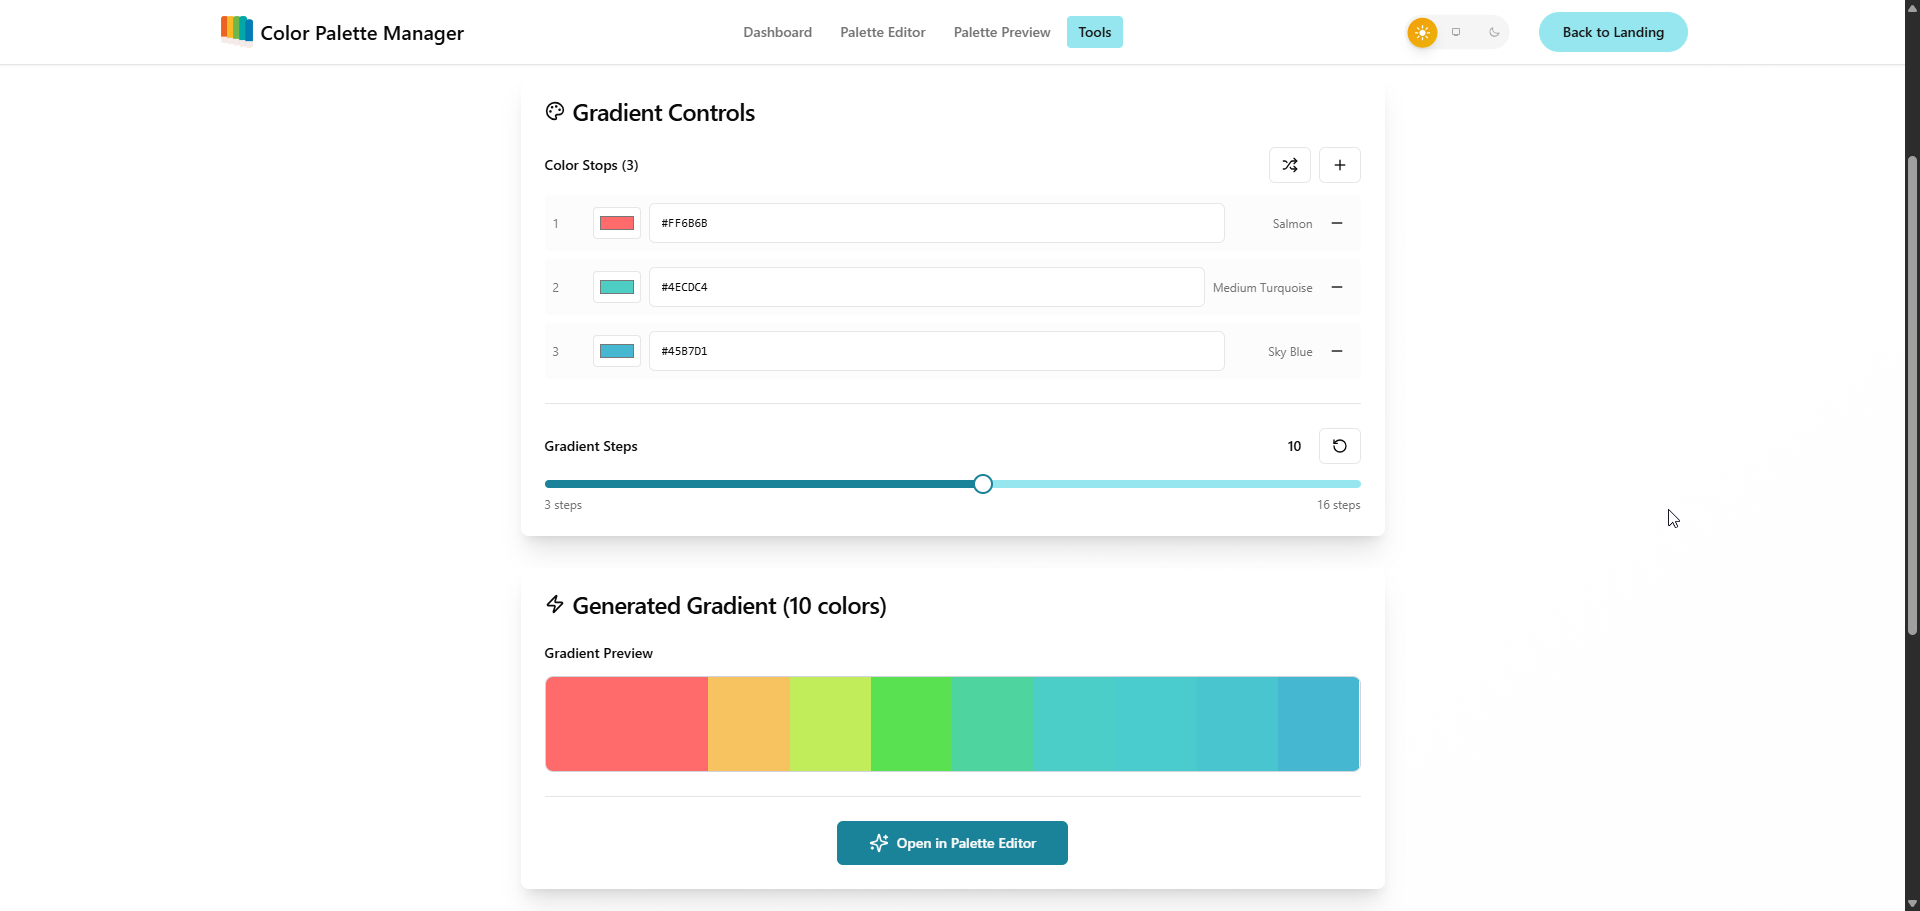 Color Palette Manager
Dashboard
Palette Editor
Palette Preview
Tools
Back to Landing
Gradient Controls
Color Stops (3)
1
#FF6B6B
Salmon
2
#4ECDC4
Medium Turquoise
3
#45B7D1
Sky Blue
Gradient Steps
10
3 steps
16 steps
Generated Gradient (10 colors)
Gradient Preview
Open in Palette Editor